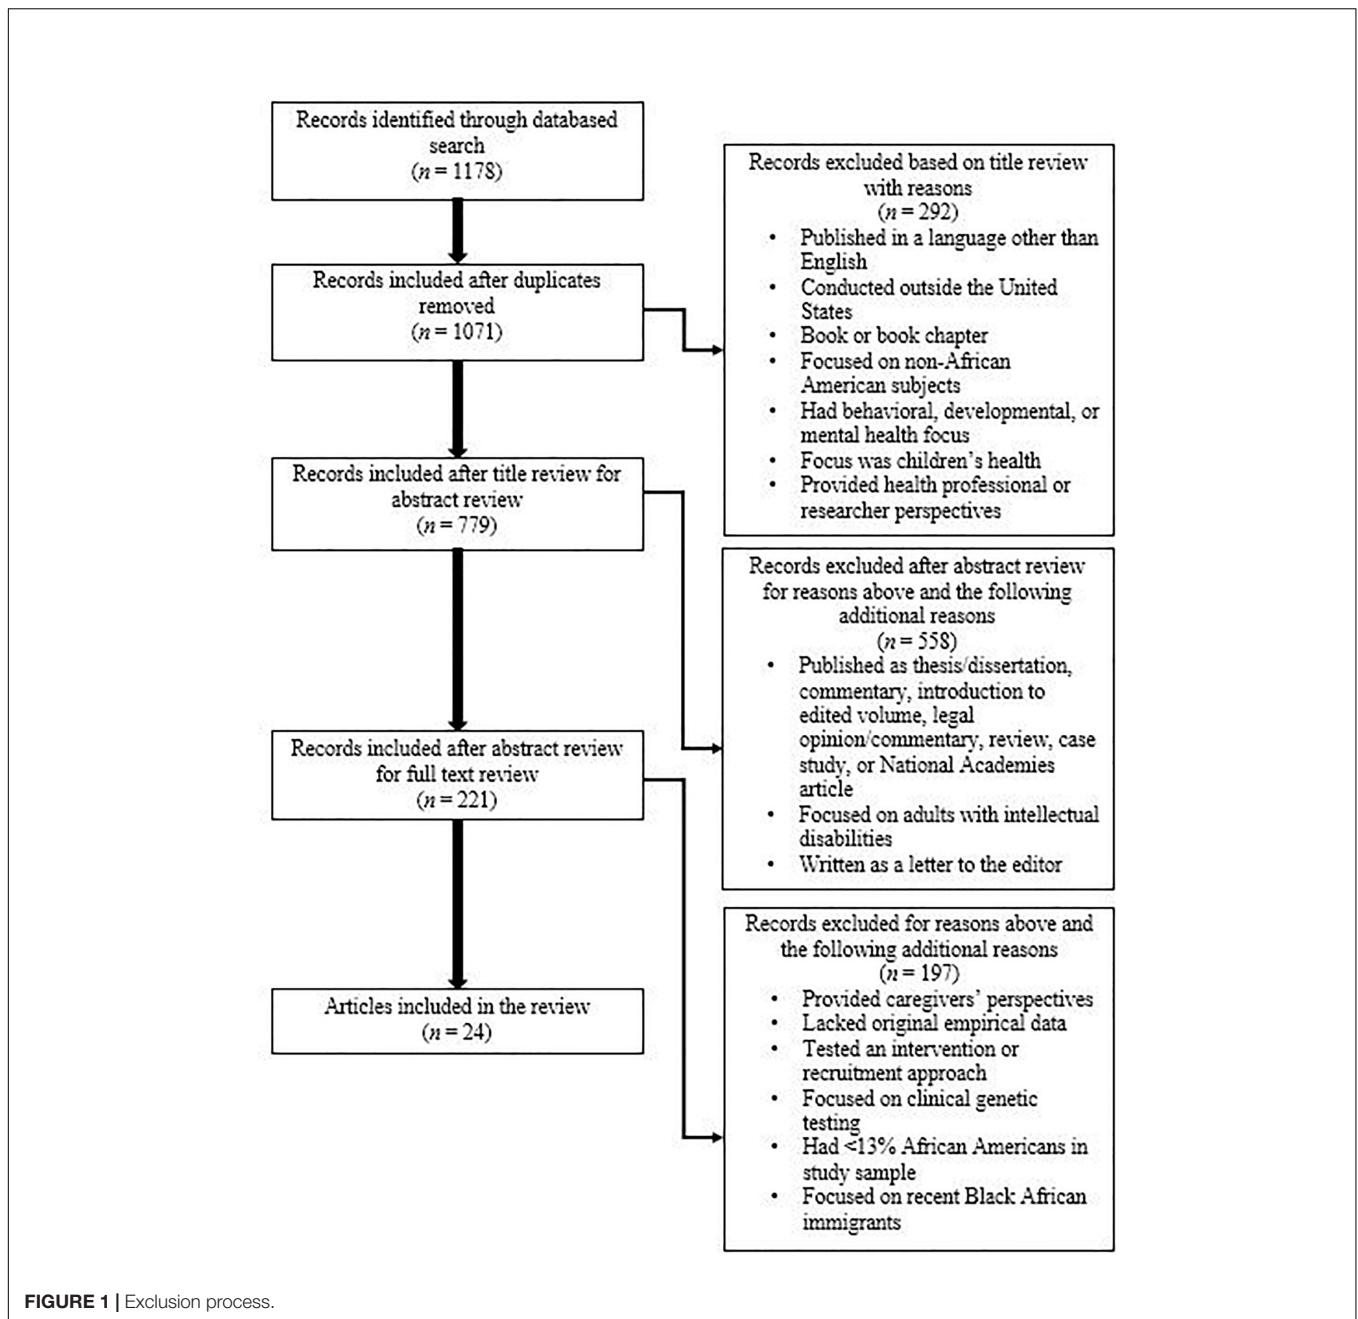 Records identified through databased
search
(n = 1178)
Records included after duplicates
removed
(n = 1071)
Records included after title review for
abstract review
(n = 779)
Records included after abstract review
for full text review
(n = 221)
Articles included in the review
(n = 24)
Records excluded based on title review
with reasons
(n = 292)
• Published in a language other than
English
• Conducted outside the United
States
• Book or book chapter
• Focused on non-African
American subjects
• Had behavioral, developmental, or
mental health focus
• Focus was children's health
• Provided health professional or
researcher perspectives
Records excluded after abstract review
for reasons above and the following
additional reasons
(n = 558)
• Published as thesis/dissertation,
commentary, introduction to
edited volume, legal
opinion/commentary, review, case
study, or National Academies
article
• Focused on adults with intellectual
disabilities
• Written as a letter to the editor
Records excluded for reasons above and
the following additional reasons
(n = 197)
• Provided caregivers' perspectives
• Lacked original empirical data
• Tested an intervention or
recruitment approach
• Focused on clinical genetic
testing
• Had <13% African Americans in
study sample
• Focused on recent Black African
immigrants
FIGURE 1 | Exclusion process.